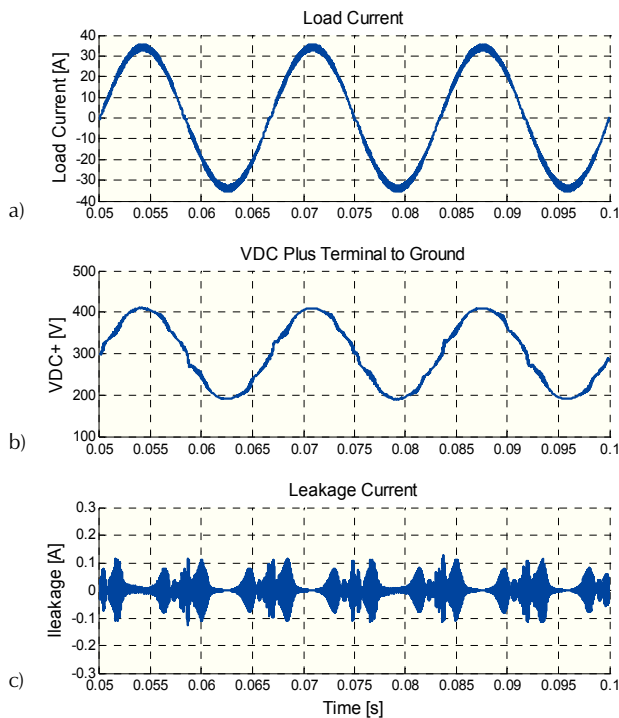 Load Current
40
30
20
10
0
-10
-20
-30
-40
Load Current [A]
0.05 0.055 0.06 0.065 0.07 0.075 0.08 0.085 0.09 0.095 0.1
a)
VDC Plus Terminal to Ground
500
400
300
200
100
VDC+ [V]
0.05 0.055 0.06 0.065 0.07 0.075 0.08 0.085 0.09 0.095 0.1
b)
Leakage Current
0.3
0.2
0.1
0
-0.1
-0.2
-0.3
Ileakage [A]
0.05 0.055 0.06 0.065 0.07 0.075 0.08 0.085 0.09 0.095 0.1
Time [s]
c)